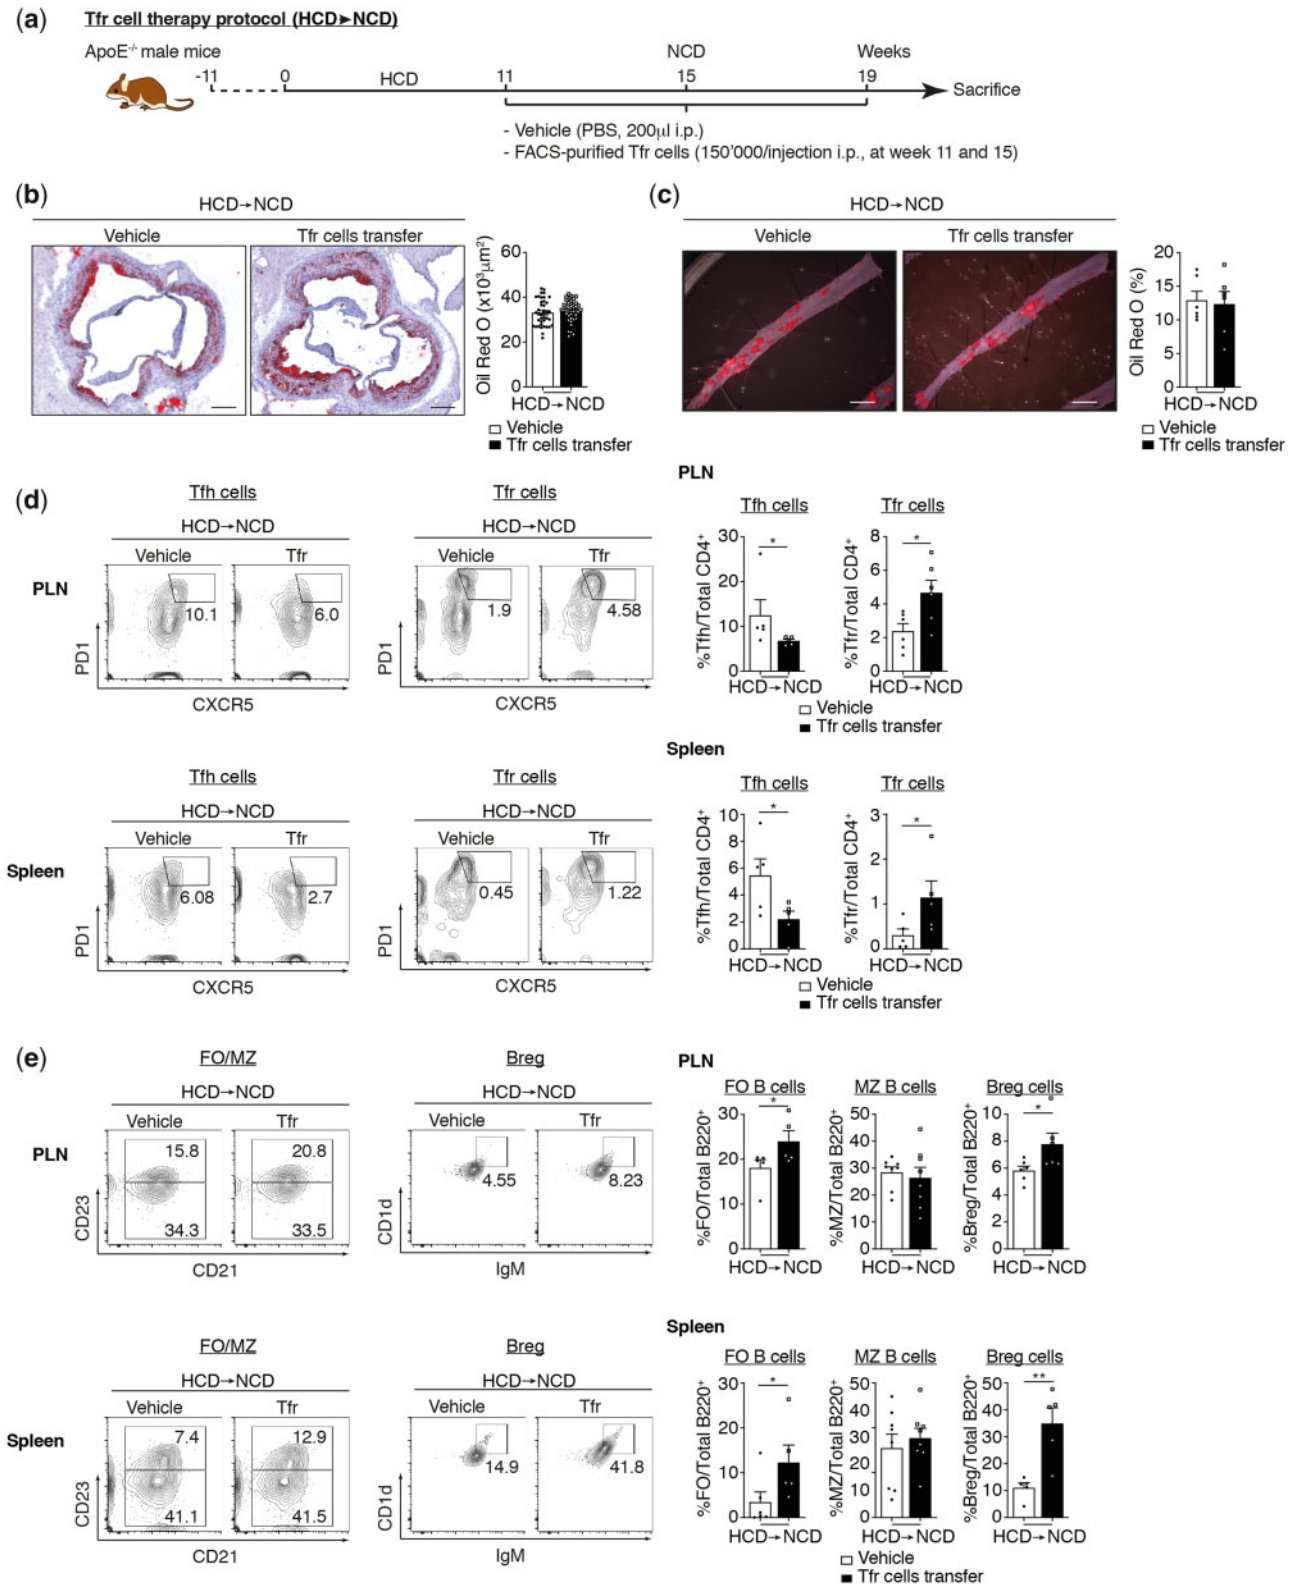 (a) Tfr cell therapy protocol (HCD►NCD)
ApoE-/- male mice
NCD Weeks
-11 0 HCD 11 15 19 Sacrifice
- Vehicle (PBS, 200µl i.p.)
- FACS-purified Tfr cells (150'000/injection i.p., at week 11 and 15)
(b)
HCD→NCD
Vehicle Tfr cells transfer
Oil Red O (x10³µm²)
60
40
20
0
HCD→NCD
Vehicle
Tfr cells transfer
(c)
HCD→NCD
Vehicle Tfr cells transfer
Oil Red O (%)
20
15
10
5
0
HCD→NCD
Vehicle
Tfr cells transfer
(d)
Tfh cells Tfr cells
HCD→NCD HCD→NCD
Vehicle Tfr Vehicle Tfr
PLN
10.1 6.0 1.9 4.58
PD1 PD1
CXCR5 CXCR5
PLN
Tfh cells Tfr cells
%Tfh/Total CD4+
30
20
10
0
*
HCD→NCD
%Tfr/Total CD4+
8
6
4
2
0
*
HCD→NCD
Vehicle
Tfr cells transfer
Tfh cells Tfr cells
HCD→NCD HCD→NCD
Vehicle Tfr Vehicle Tfr
Spleen
6.08 2.7 0.45 1.22
PD1 PD1
CXCR5 CXCR5
Spleen
Tfh cells Tfr cells
%Tfh/Total CD4+
10
8
6
4
2
0
*
HCD→NCD
%Tfr/Total CD4+
3
2
1
0
*
HCD→NCD
Vehicle
Tfr cells transfer
(e)
FO/MZ Breg
HCD→NCD HCD→NCD
Vehicle Tfr Vehicle Tfr
PLN
15.8 20.8
4.55 8.23
34.3 33.5
CD23 CD1d
CD21 IgM
PLN
FO B cells MZ B cells Breg cells
%FO/Total B220+
30
20
10
0
*
HCD→NCD
%MZ/Total B220+
50
40
30
20
10
0
HCD→NCD
%Breg/Total B220+
10
8
6
4
2
0
*
HCD→NCD
FO/MZ Breg
HCD→NCD HCD→NCD
Vehicle Tfr Vehicle Tfr
Spleen
7.4 12.9
14.9 41.8
41.1 41.5
CD23 CD1d
CD21 IgM
Spleen
FO B cells MZ B cells Breg cells
%FO/Total B220+
30
20
10
0
*
HCD→NCD
%MZ/Total B220+
50
40
30
20
10
0
HCD→NCD
%Breg/Total B220+
50
40
30
20
10
0
**
HCD→NCD
Vehicle
Tfr cells transfer